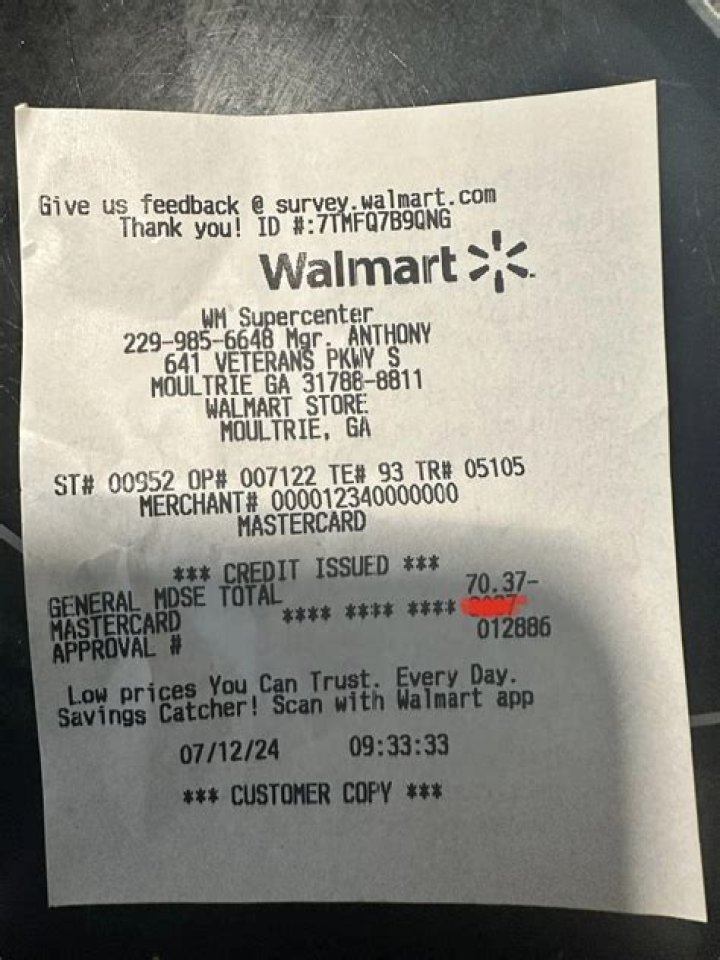 Give us feedback @ survey.walmart.com
Thank you! ID #:7TMFQ7B9QNG
Walmart
WM Supercenter
229-985-6648 Mgr. ANTHONY
641 VETERANS PKWY S
MOULTRIE GA 31788-8811
WALMART STORE
MOULTRIE, GA
ST# 00952 OP# 007122 TE# 93 TR# 05105
MERCHANT# 000012340000000
MASTERCARD
*** CREDIT ISSUED ***
GENERAL MDSE TOTAL 70.37-
MASTERCARD **** **** ****
APPROVAL # 012886
Low prices You Can Trust. Every Day.
Savings Catcher! Scan with Walmart app
07/12/24 09:33:33
*** CUSTOMER COPY ***